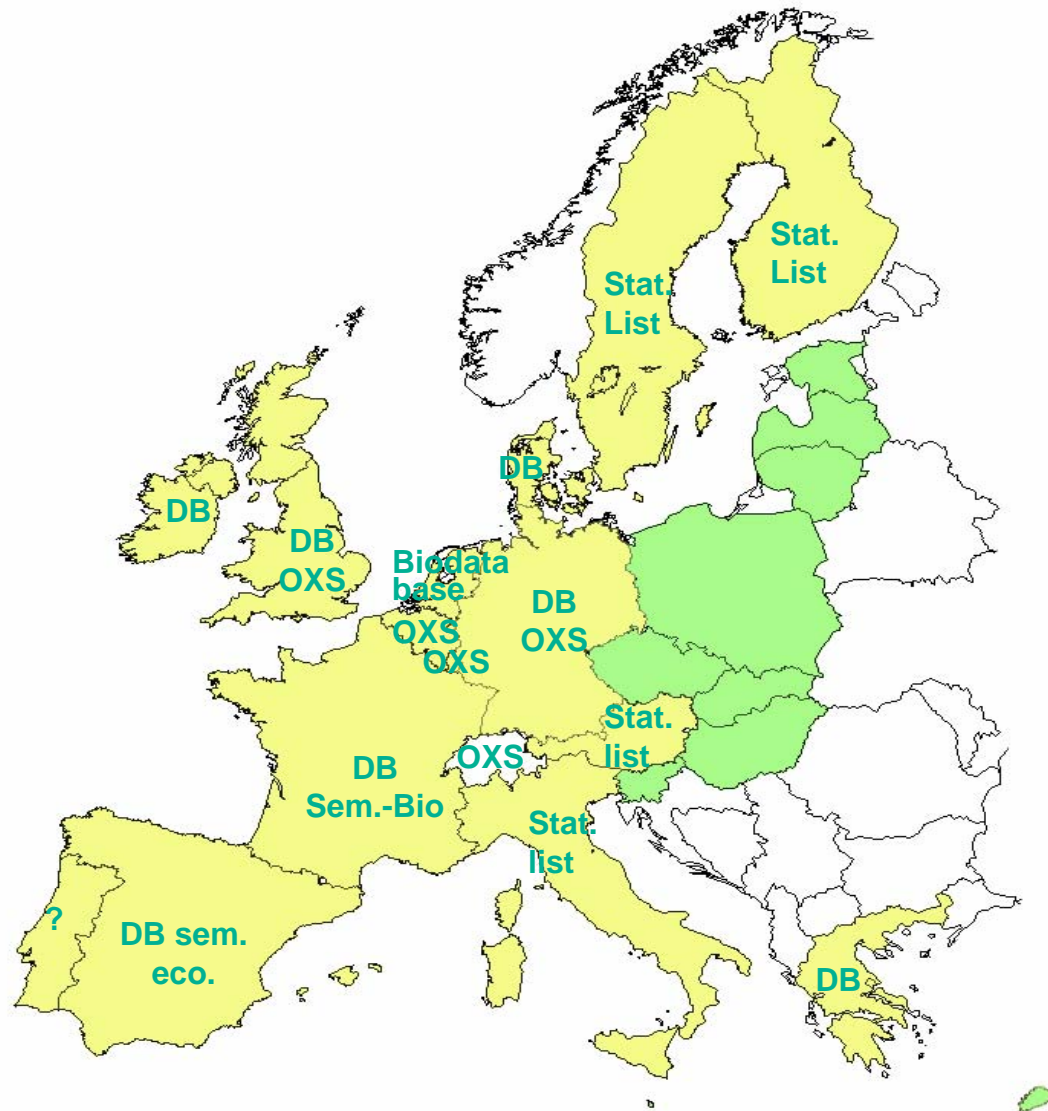 Stat.
List
Stat.
List
DB
DB
DB
OXS
Biodata
base
OXS
OXS
DB
OXS
Stat.
list
OXS
DB
Sem.-Bio
Stat.
list
?
DB sem.
eco.
DB